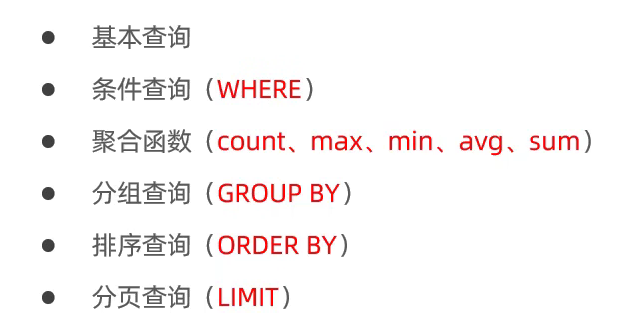 ● 基本查询
● 条件查询（WHERE）
● 聚合函数（count、max、min、avg、sum）
● 分组查询（GROUP BY）
● 排序查询（ORDER BY）
● 分页查询（LIMIT）